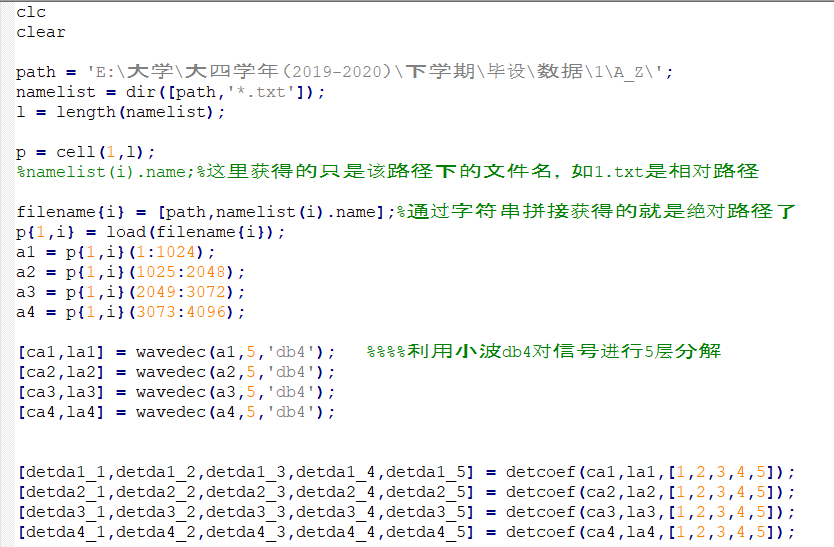 clc
clear
path = 'E:\大学\大四学年(2019-2020)\下学期\毕设\数据\1\A_Z\';
namelist = dir([path,'*.txt']);
l = length(namelist);
p = cell(1,l);
%namelist(i).name;%这里获得的只是该路径下的文件名，如1.txt是相对路径
filename{i} = [path,namelist(i).name];%通过字符串拼接获得的就是绝对路径了
p{1,i} = load(filename{i});
a1 = p{1,i}(1:1024);
a2 = p{1,i}(1025:2048);
a3 = p{1,i}(2049:3072);
a4 = p{1,i}(3073:4096);
[ca1,la1] = wavedec(a1,5,'db4');   %%%%利用小波db4对信号进行5层分解
[ca2,la2] = wavedec(a2,5,'db4');
[ca3,la3] = wavedec(a3,5,'db4');
[ca4,la4] = wavedec(a4,5,'db4');
[detda1_1,detda1_2,detda1_3,detda1_4,detda1_5] = detcoef(ca1,la1,[1,2,3,4,5]);
[detda2_1,detda2_2,detda2_3,detda2_4,detda2_5] = detcoef(ca2,la2,[1,2,3,4,5]);
[detda3_1,detda3_2,detda3_3,detda3_4,detda3_5] = detcoef(ca3,la3,[1,2,3,4,5]);
[detda4_1,detda4_2,detda4_3,detda4_4,detda4_5] = detcoef(ca4,la4,[1,2,3,4,5]);